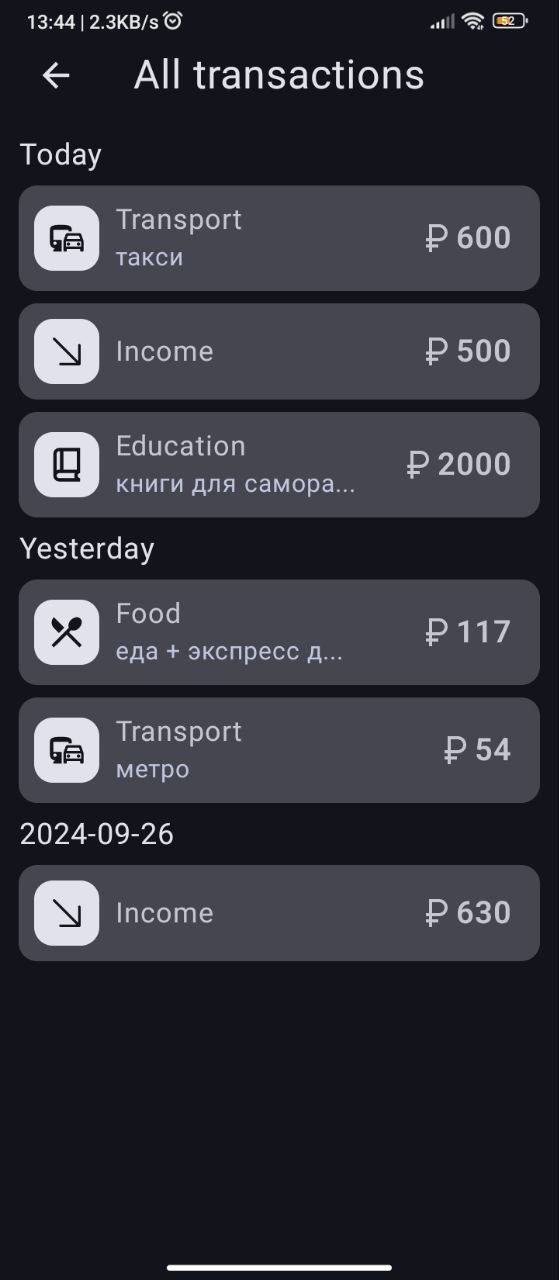 13:44 | 2.3KB/s
52
All transactions
Today
Transport
такси
₽ 600
Income
₽ 500
Education
книги для самора...
₽ 2000
Yesterday
Food
еда + экспресс д...
₽ 117
Transport
метро
₽ 54
2024-09-26
Income
₽ 630